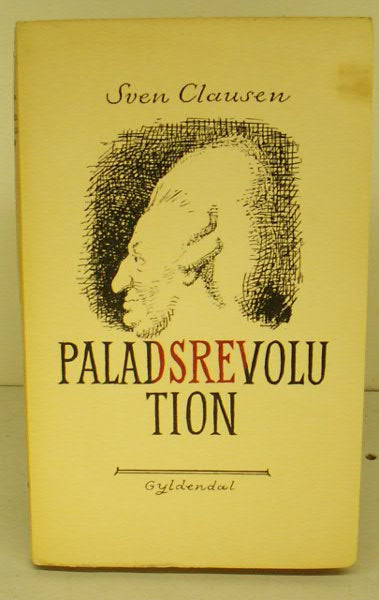 Sven Clausen
PALADSREVOLU
TION
Gyldendal